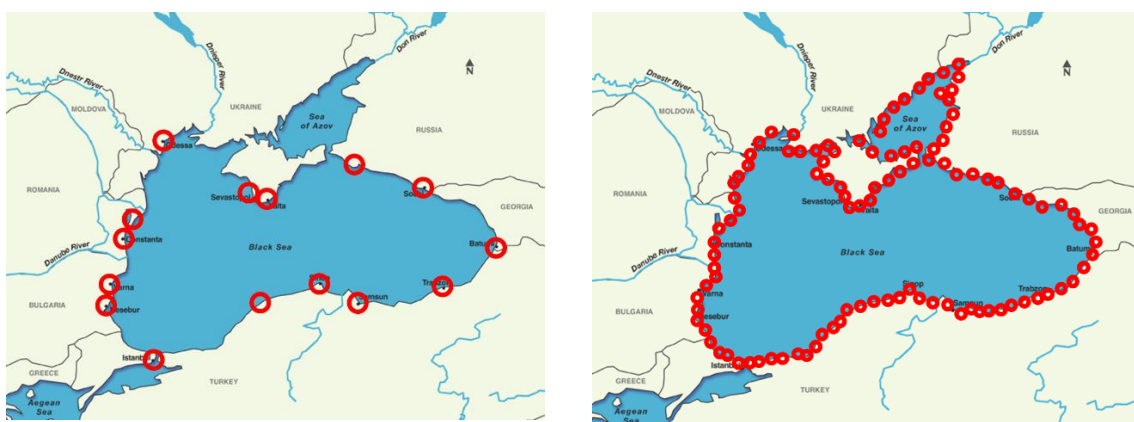 Dnieper River
Don River
Dnestr River
N
MOLDOVA
UKRAINE
Sea
of Azov
RUSSIA
Odessa
ROMANIA
Sevastopol
Yalta
Sochi
GEORGIA
Constanta
Danube River
Black Sea
Batumi
Varna
Sinop
Trabzon
BULGARIA
Nesebur
Samsun
Istanbul
GREECE
TURKEY
Aegean
Sea
Dnieper River
Don River
Dnestr River
N
MOLDOVA
UKRAINE
Sea
of Azov
RUSSIA
Odessa
ROMANIA
Sevastopol
Yalta
Sochi
GEORGIA
Constanta
Danube River
Black Sea
Batumi
Varna
Sinop
Trabzon
BULGARIA
Nesebur
Samsun
Istanbul
GREECE
TURKEY
Aegean
Sea